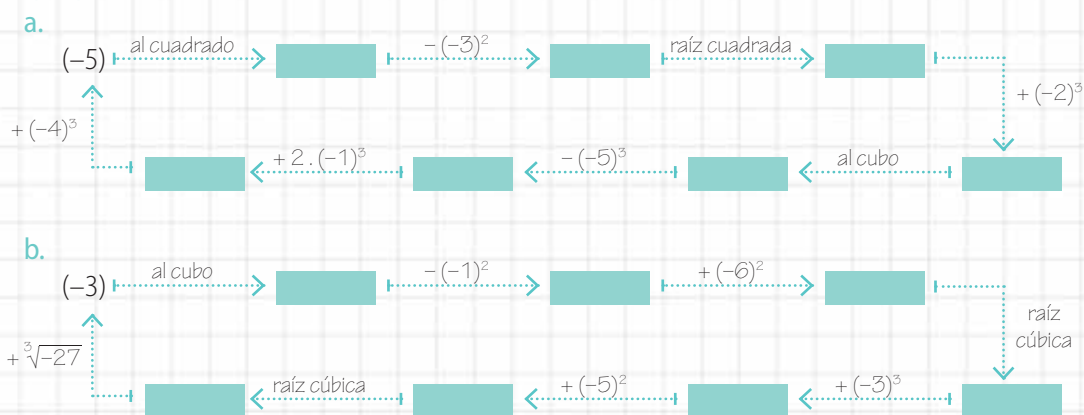 a.
(–5) al cuadrado – (–3)² raíz cuadrada
+ (–2)³
+ (–4)³
+ 2 . (–1)³ – (–5)³ al cubo
b.
(–3) al cubo – (–1)² + (–6)²
raíz
cúbica
+ ∛–27
raíz cúbica + (–5)² + (–3)³